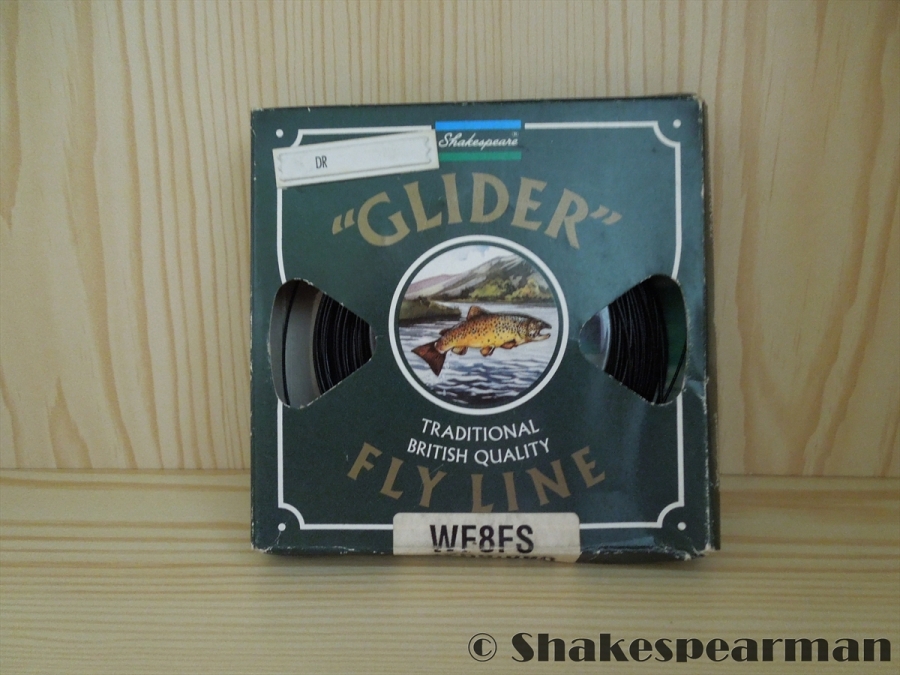 Shakespeare®
DR
"GLIDER"
TRADITIONAL
BRITISH QUALITY
FLY LINE
WF8FS
© Shakespearman